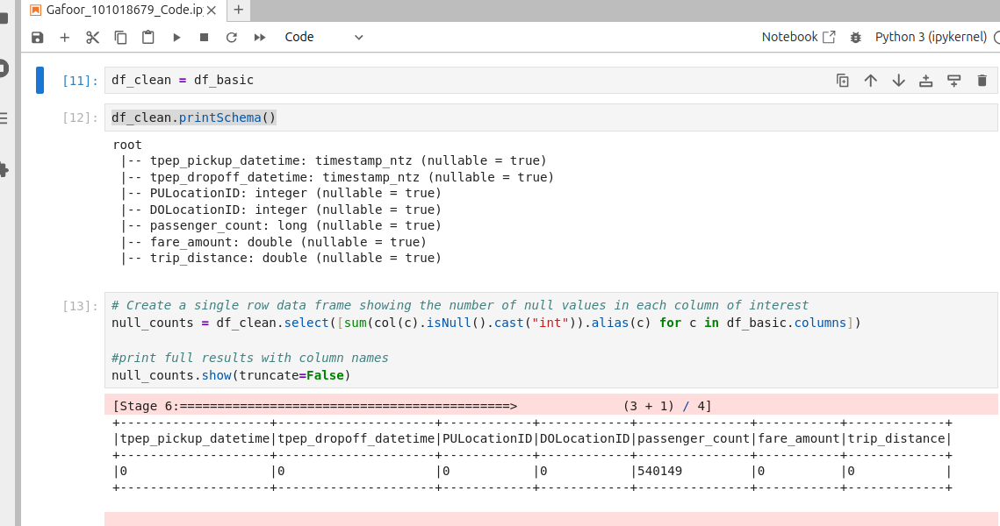 Gafoor_101018679_Code.ip
Code
Notebook
Python 3 (ipykernel)
[11]: df_clean = df_basic
[12]: df_clean.printSchema()
root
 |-- tpep_pickup_datetime: timestamp_ntz (nullable = true)
 |-- tpep_dropoff_datetime: timestamp_ntz (nullable = true)
 |-- PULocationID: integer (nullable = true)
 |-- DOLocationID: integer (nullable = true)
 |-- passenger_count: long (nullable = true)
 |-- fare_amount: double (nullable = true)
 |-- trip_distance: double (nullable = true)
[13]: # Create a single row data frame showing the number of null values in each column of interest
null_counts = df_clean.select([sum(col(c).isNull().cast("int")).alias(c) for c in df_basic.columns])
#print full results with column names
null_counts.show(truncate=False)
[Stage 6:============================================>              (3 + 1) / 4]
+--------------------+---------------------+------------+------------+---------------+-----------+-------------+
|tpep_pickup_datetime|tpep_dropoff_datetime|PULocationID|DOLocationID|passenger_count|fare_amount|trip_distance|
+--------------------+---------------------+------------+------------+---------------+-----------+-------------+
|0                   |0                    |0           |0           |540149         |0          |0            |
+--------------------+---------------------+------------+------------+---------------+-----------+-------------+